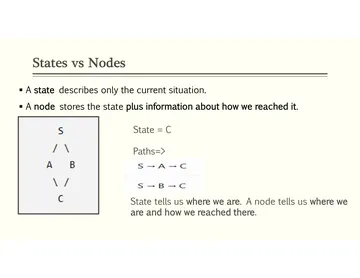 States vs Nodes
▪ A state describes only the current situation.
▪ A node stores the state plus information about how we reached it.
S
/ \
A B
\ /
C
State = C
Paths=>
S → A → C
S → B → C
State tells us where we are. A node tells us where we
are and how we reached there.